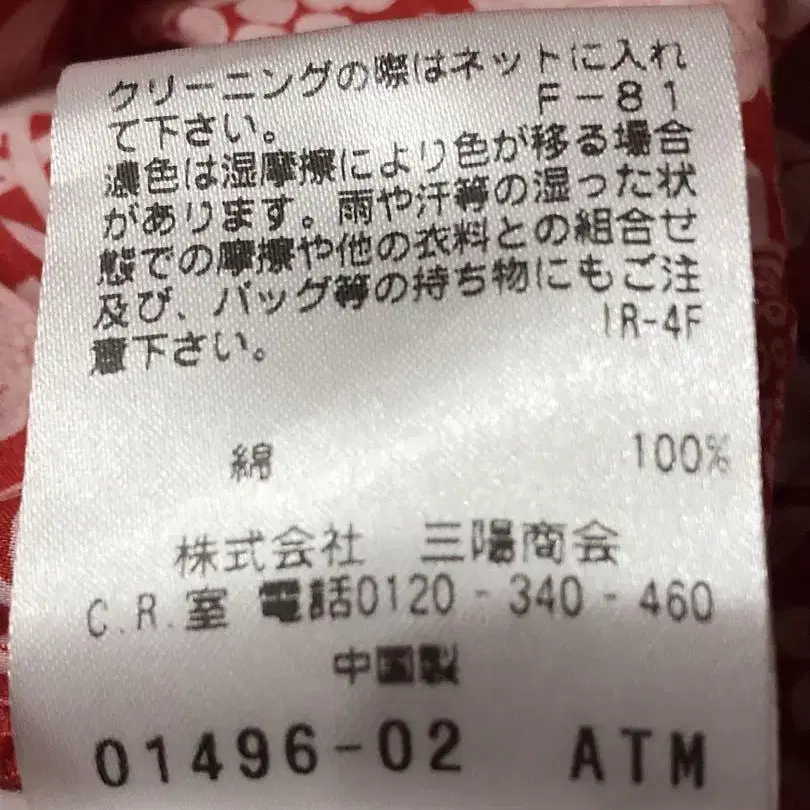 クリーニングの際はネットに入れ
て下さい。 F-81
濃色は湿摩擦により色が移る場合
があります。雨や汗等の湿った状
態での摩擦や他の衣料との組合せ
及び、バッグ等の持ち物にもご注
意下さい。 IR-4F
綿 100%
株式会社 三陽商会
C.R.室 電話0120-340-460
中国製
01496-02 ATM